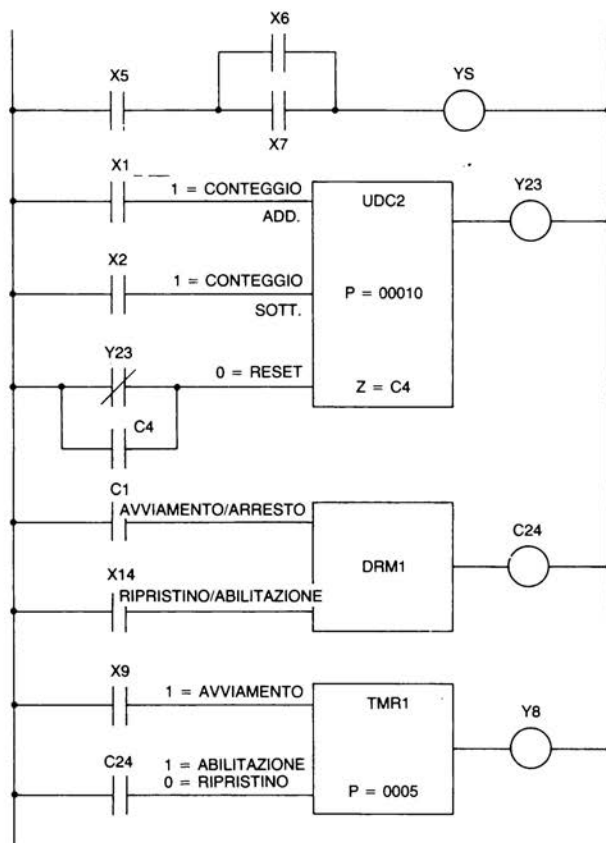 X6
X5
YS
X7
X1
1 = CONTEGGIO
ADD.
UDC2
Y23
X2
1 = CONTEGGIO
SOTT.
P = 00010
Y23
0 = RESET
Z = C4
C4
C1
AVVIAMENTO/ARRESTO
C24
DRM1
X14
RIPRISTINO/ABILITAZIONE
X9
1 = AVVIAMENTO
TMR1
Y8
C24
1 = ABILITAZIONE
0 = RIPRISTINO
P = 0005